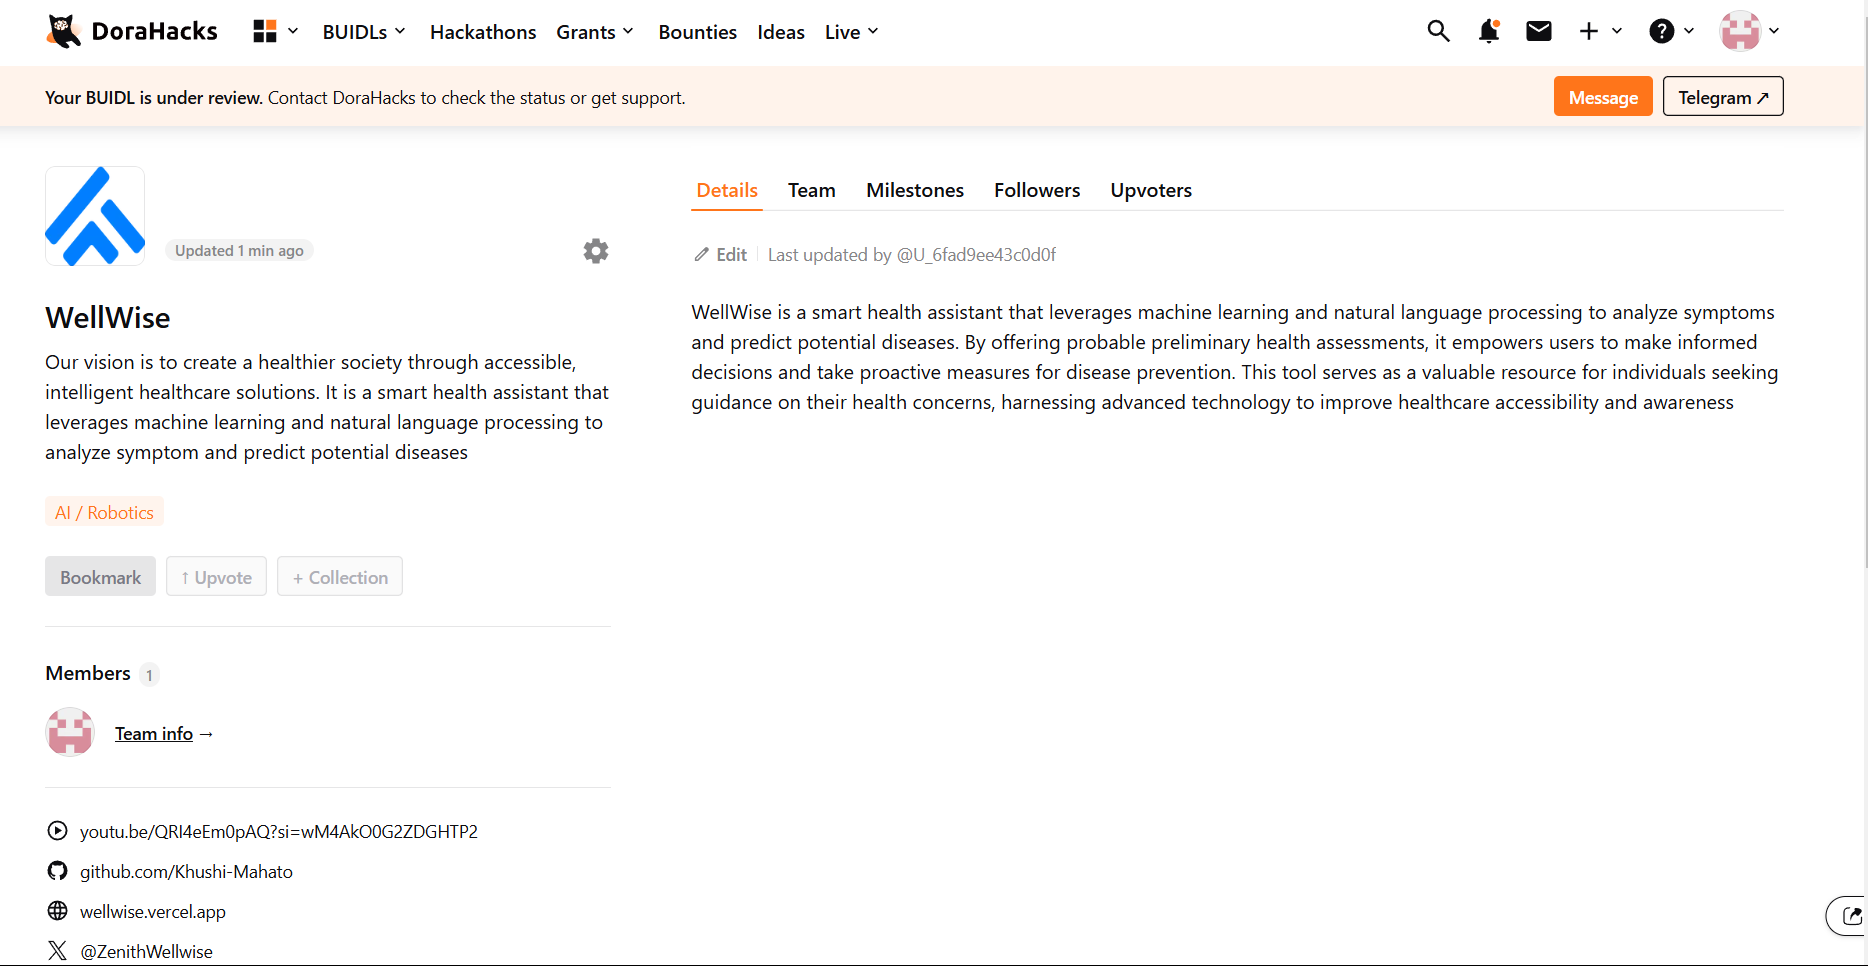 DoraHacks
BUIDLs
Hackathons
Grants
Bounties
Ideas
Live
Your BUIDL is under review. Contact DoraHacks to check the status or get support.
Message
Telegram ↗
Updated 1 min ago
WellWise
Our vision is to create a healthier society through accessible,
intelligent healthcare solutions. It is a smart health assistant that
leverages machine learning and natural language processing to
analyze symptom and predict potential diseases
AI / Robotics
Bookmark
↑ Upvote
+ Collection
Members 1
Team info →
youtu.be/QRI4eEm0pAQ?si=wM4AkO0G2ZDGHTP2
github.com/Khushi-Mahato
wellwise.vercel.app
@ZenithWellwise
Details
Team
Milestones
Followers
Upvoters
Edit
Last updated by @U_6fad9ee43c0d0f
WellWise is a smart health assistant that leverages machine learning and natural language processing to analyze symptoms
and predict potential diseases. By offering probable preliminary health assessments, it empowers users to make informed
decisions and take proactive measures for disease prevention. This tool serves as a valuable resource for individuals seeking
guidance on their health concerns, harnessing advanced technology to improve healthcare accessibility and awareness